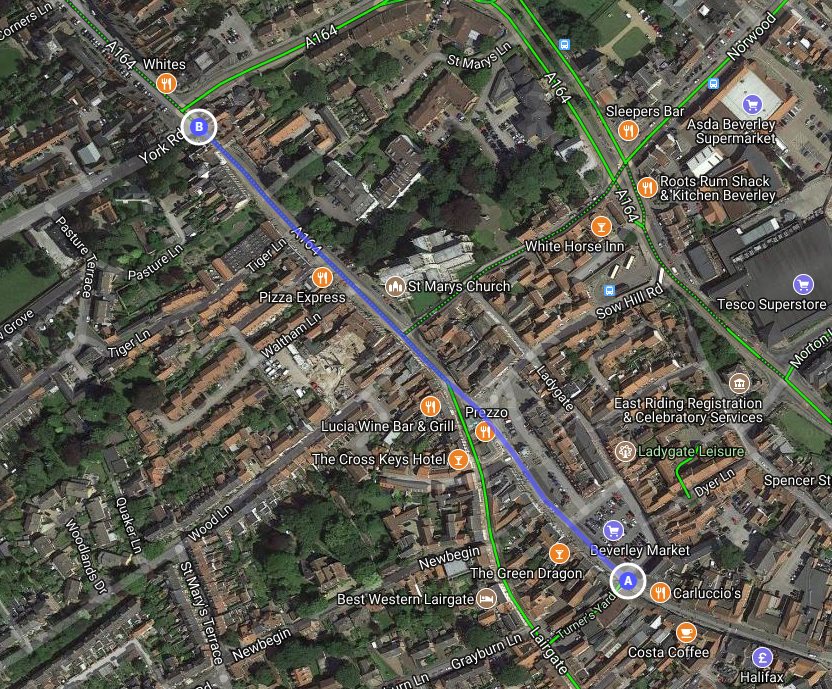 Corners Ln
A164
A164
Whites
St Marys Ln
A164
Norwood
Sleepers Bar
Asda Beverley
Supermarket
B
York Rd
Roots Rum Shack
& Kitchen Beverley
A164
Pasture Terrace
Pasture Ln
Tiger Ln
A164
White Horse Inn
Pizza Express
St Marys Church
Sow Hill Rd
Tesco Superstore
Grove
Tiger Ln
Waltham Ln
Ladygate
Morton
East Riding Registration
& Celebratory Services
Prezzo
Lucia Wine Bar & Grill
The Cross Keys Hotel
Ladygate Leisure
Dyer Ln
Spencer St
Quaker Ln
Wood Ln
Woodlands Dr
Beverley Market
Newbegin
The Green Dragon
A
St Mary's Terrace
Best Western Lairgate
Turner's Yard
Carluccio's
Newbegin
Grayburn Ln
Lairgate
Costa Coffee
£
Halifax
burn Ln